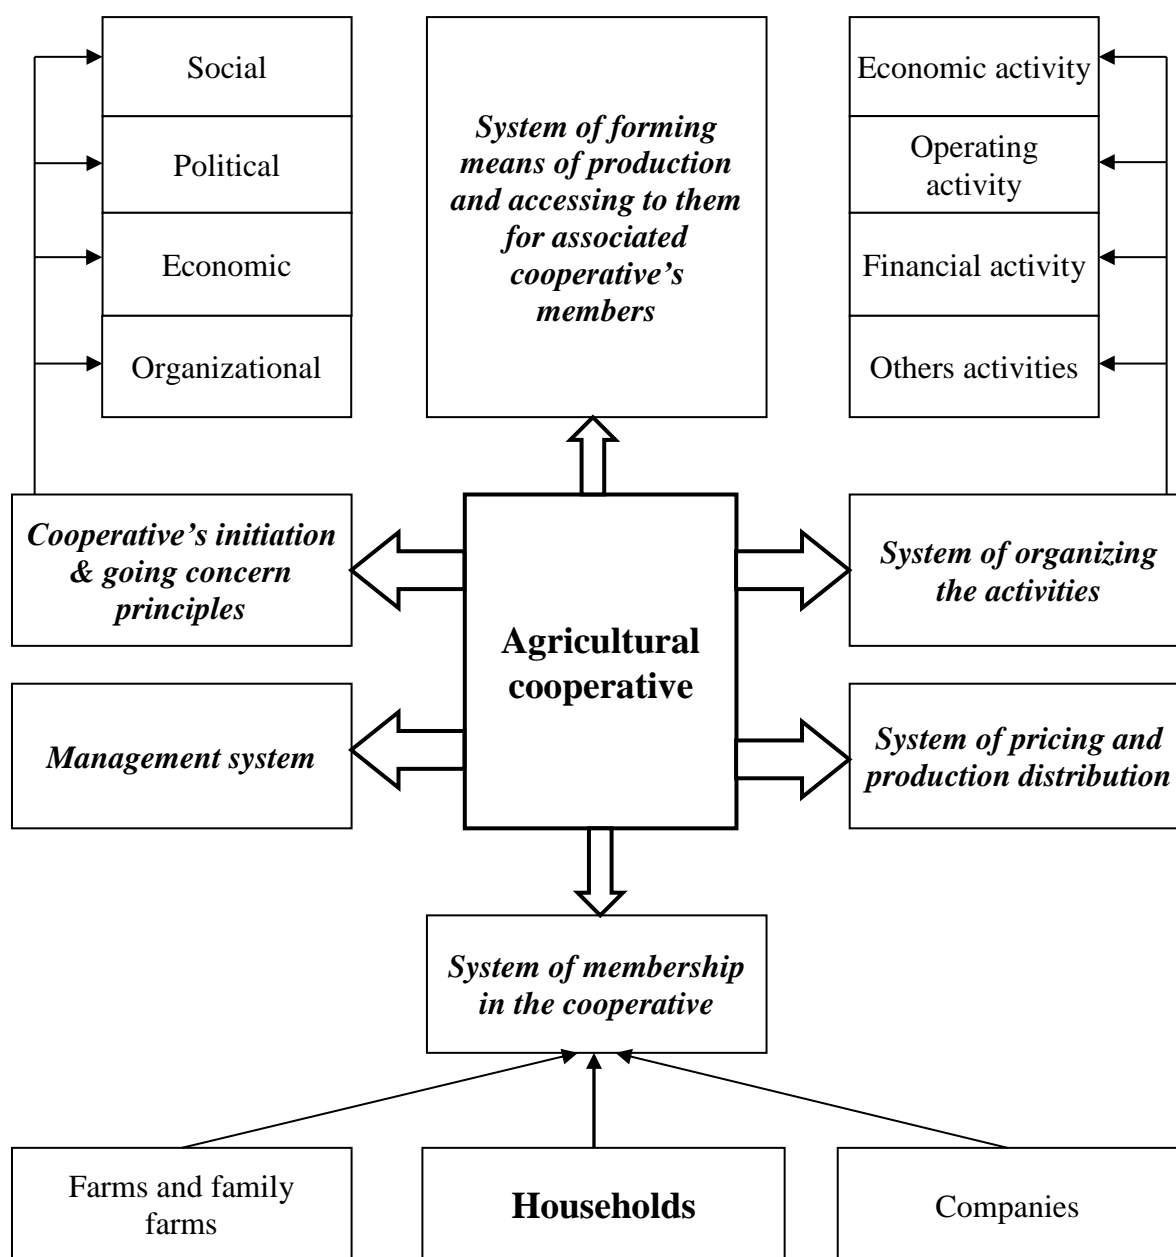 Social
Political
Economic
Organizational
System of forming
means of production
and accessing to them
for associated
cooperative’s
members
Economic activity
Operating
activity
Financial activity
Others activities
Cooperative’s initiation
& going concern
principles
Agricultural
cooperative
System of organizing
the activities
Management system
System of pricing and
production distribution
System of membership
in the cooperative
Farms and family
farms
Households
Companies